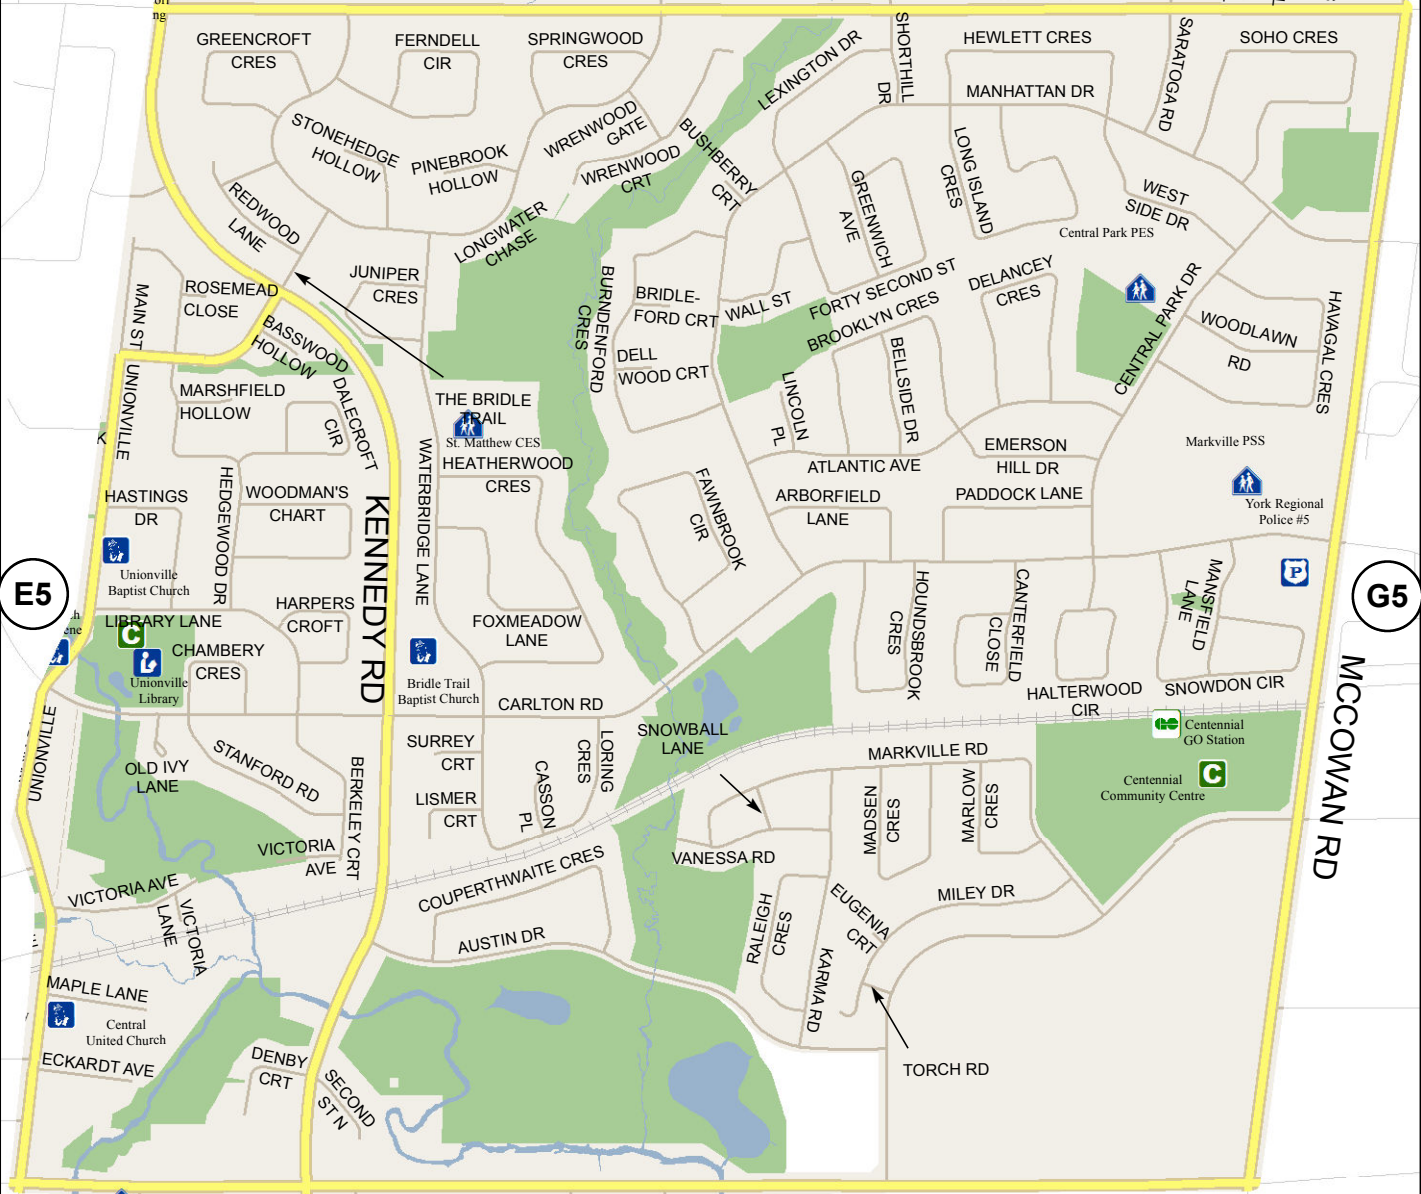 ng
GREENCROFT
CRES
FERNDELL
CIR
SPRINGWOOD
CRES
LEXINGTON DR
SHORTHILL
DR
HEWLETT CRES
MANHATTAN DR
SARATOGA RD
SOHO CRES
STONEHEDGE
HOLLOW
PINEBROOK
HOLLOW
WRENWOOD
GATE
WRENWOOD
CRT
BUSHBERRY
CRT
LONG ISLAND
CRES
GREENWICH
AVE
WEST
SIDE DR
Central Park PES
REDWOOD
LANE
LONGWATER
CHASE
JUNIPER
CRES
ROSEMEAD
CLOSE
MAIN ST
UNIONVILLE
BASSWOOD
HOLLOW
BURNDENFORD
CRES
BRIDLE-
FORD CRT
WALL ST
FORTY SECOND ST
BROOKLYN CRES
DELANCEY
CRES
CENTRAL PARK DR
WOODLAWN
RD
HAVAGAL CRES
DELL
WOOD CRT
LINCOLN
PL
BELLSIDE DR
MARSHFIELD
HOLLOW
DALECROFT
CIR
THE BRIDLE
TRAIL
St. Matthew CES
HEATHERWOOD
CRES
WATERBRIDGE LANE
K
ATLANTIC AVE
EMERSON
HILL DR
Markville PSS
ARBORFIELD
LANE
PADDOCK LANE
FAWNBROOK
CIR
HASTINGS
DR
HEDGEWOOD DR
WOODMAN'S
CHART
KENNEDY RD
York Regional
Police #5
P
E5
G5
Unionville
Baptist Church
LIBRARY LANE
C
HARPERS
CROFT
CHAMBERY
CRES
Unionville
Library
FOXMEADOW
LANE
Bridle Trail
Baptist Church
CARLTON RD
HOUNDSBROOK
CRES
CANTERFIELD
CLOSE
MANSFIELD
LANE
HALTERWOOD
CIR
SNOWDON CIR
MCCOWAN RD
UNIONVILLE
OLD IVY
LANE
STANFORD RD
BERKELEY CRT
SURREY
CRT
LISMER
CRT
CASSON
PL
LORING
CRES
SNOWBALL
LANE
MARKVILLE RD
Centennial
GO Station
Centennial
Community Centre
C
MADSEN
CRES
MARLOW
CRES
VICTORIA
AVE
VANESSA RD
COUPERTHWAITE CRES
VICTORIA AVE
VICTORIA
LANE
AUSTIN DR
RALEIGH
CRES
EUGENIA
CRT
MILEY DR
KARMA RD
MAPLE LANE
Central
United Church
ECKARDT AVE
DENBY
CRT
SECOND
ST N
TORCH RD